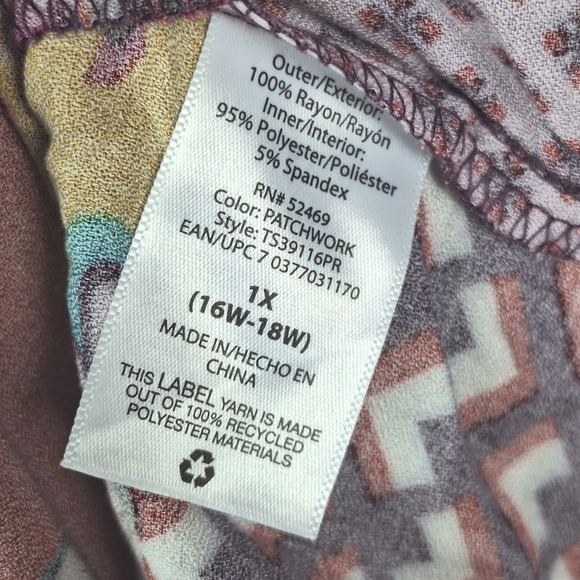 Outer/Exterior:
100% Rayon/Rayón
Inner/Interior:
95% Polyester/Poliéster
5% Spandex
RN# 52469
Color: PATCHWORK
Style: TS39116PR
EAN/UPC 7 0377031170
1X
(16W-18W)
MADE IN/HECHO EN
CHINA
THIS LABEL YARN IS MADE
OUT OF 100% RECYCLED
POLYESTER MATERIALS